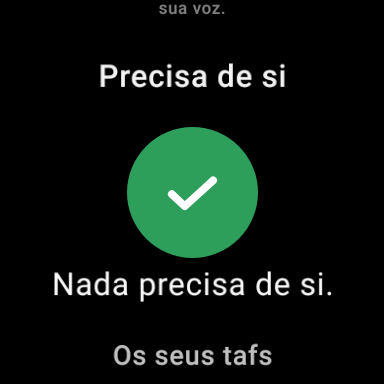 sua voz.
Precisa de si
Nada precisa de si.
Os seus tafs